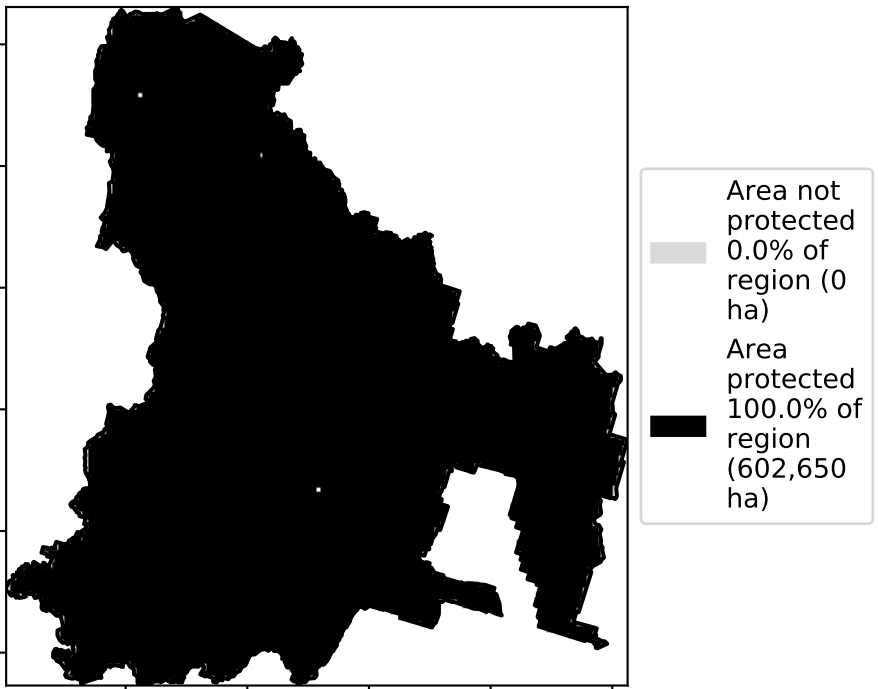 Area not
protected
0.0% of
region (0
ha)
Area
protected
100.0% of
region
(602,650
ha)